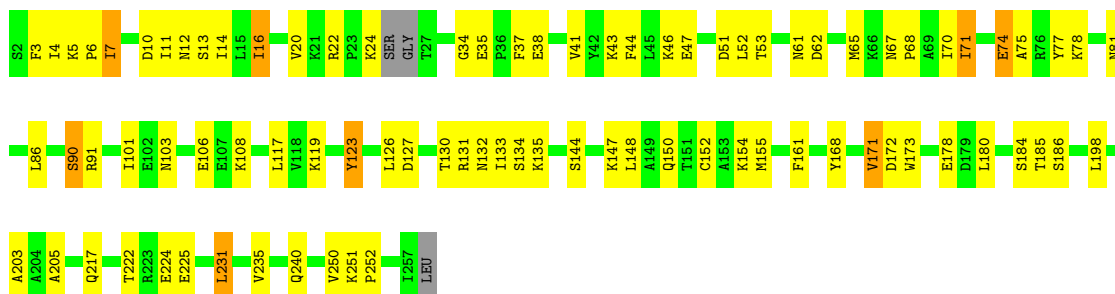 S2 F3 I4 K5 P6 I7 D10 I11 N12 S13 I14 L15 I16 V20 K21 R22 P23 K24 SER GLY T27 G34 E35 P36 F37 E38 V41 Y42 K43 F44 L45 K46 E47 D51 L52 T53 N61 D62 M65 K66 N67 P68 A69 I70 I71 E74 A75 R76 Y77 K78
L86 S90 R91 I101 E102 N103 E106 E107 K108 L117 V118 K119 Y123 L126 D127 T130 R131 N132 I133 S134 K135 S144 K147 L148 A149 Q150 T151 C152 A153 K154 M155 F161 Y168 V171 D172 W173 E178 D179 L180 S184 T185 S186 L198
A203 A204 A205 Q217 T222 R223 E224 E225 L231 V235 Q240 V250 K251 P252 I257 LEU